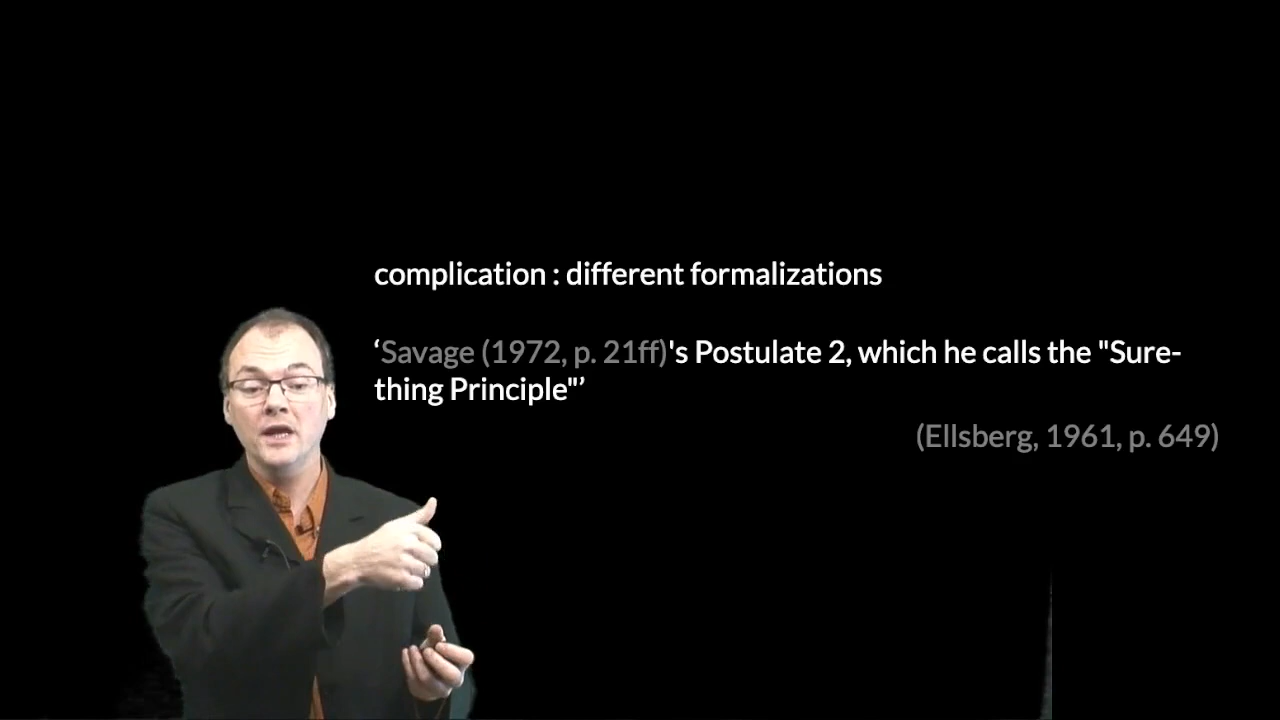 complication : different formalizations
‘Savage (1972, p. 21ff)'s Postulate 2, which he calls the "Sure-
thing Principle"’
(Ellsberg, 1961, p. 649)